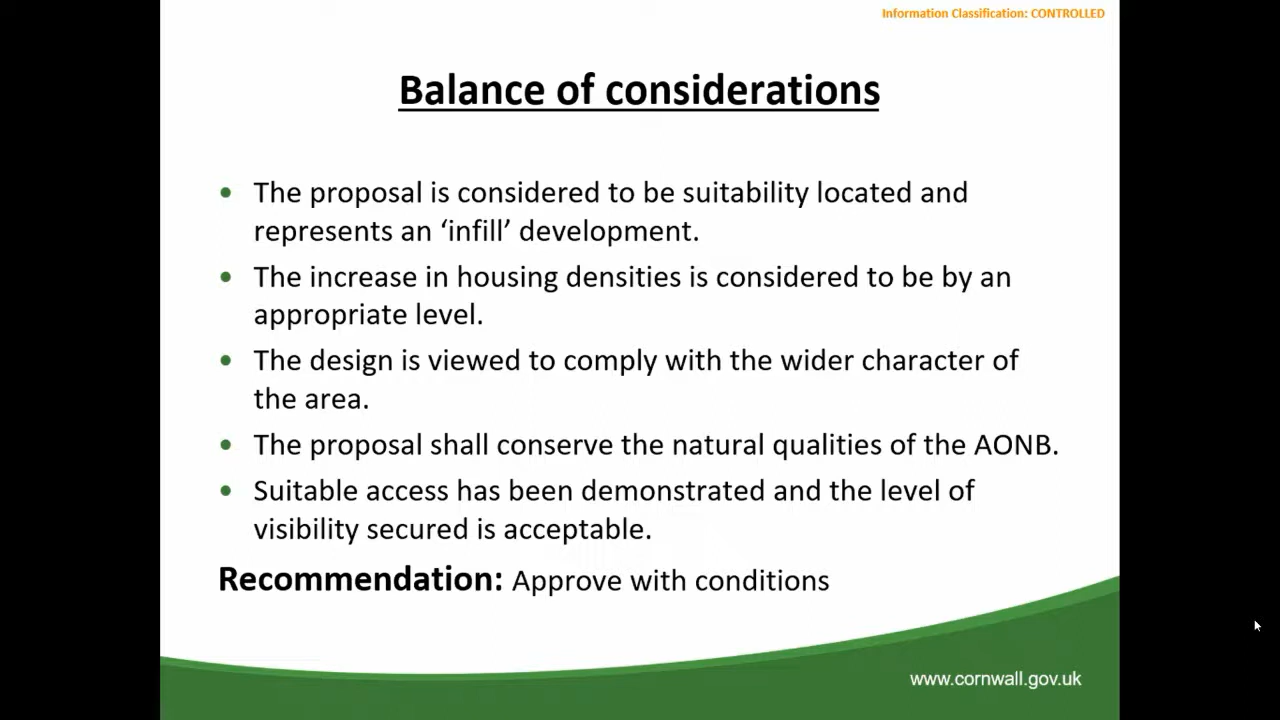 Information Classification: CONTROLLED
Balance of considerations
• The proposal is considered to be suitability located and
represents an ‘infill’ development.
• The increase in housing densities is considered to be by an
appropriate level.
• The design is viewed to comply with the wider character of
the area.
• The proposal shall conserve the natural qualities of the AONB.
• Suitable access has been demonstrated and the level of
visibility secured is acceptable.
Recommendation: Approve with conditions
www.cornwall.gov.uk